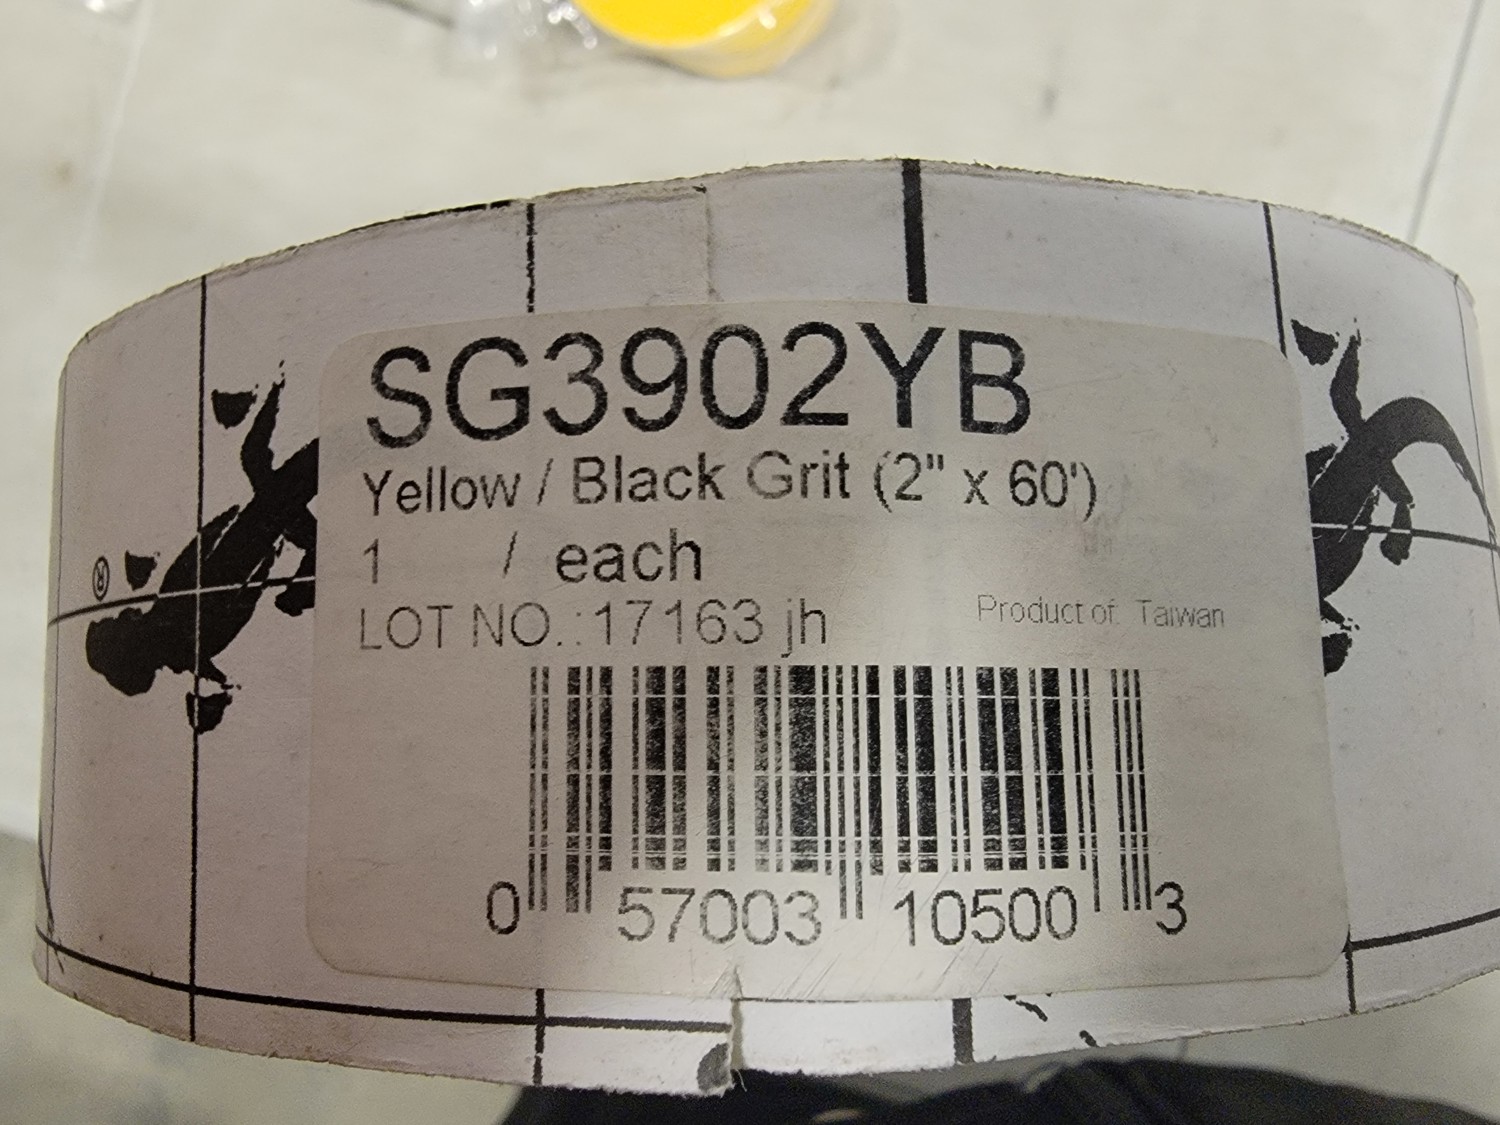 SG3902YB
Yellow / Black Grit (2" x 60')
1 / each
LOT NO.:17163 jh
Product of Taiwan
®
0 57003 10500 3